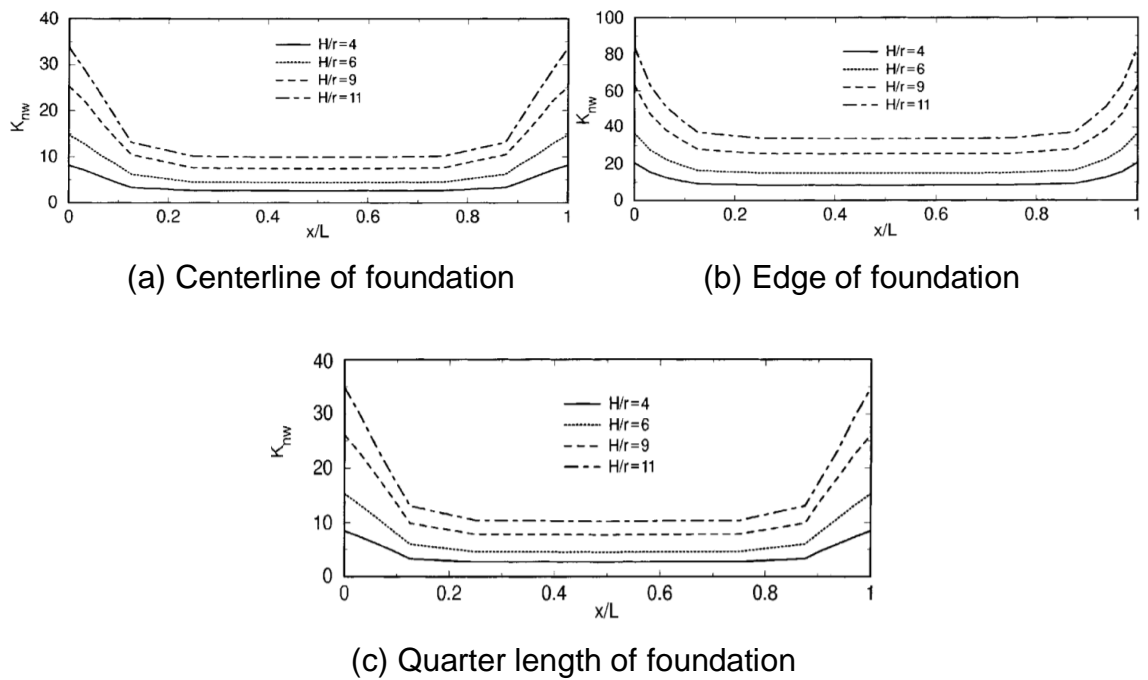 40
30
20
10
0
K_nw
H/r=4
H/r=6
H/r=9
H/r=11
0 0.2 0.4 0.6 0.8 1
x/L
(a) Centerline of foundation
100
80
60
40
20
0
K_nw
H/r=4
H/r=6
H/r=9
H/r=11
0 0.2 0.4 0.6 0.8 1
x/L
(b) Edge of foundation
40
30
20
10
0
K_nw
H/r=4
H/r=6
H/r=9
H/r=11
0 0.2 0.4 0.6 0.8 1
x/L
(c) Quarter length of foundation